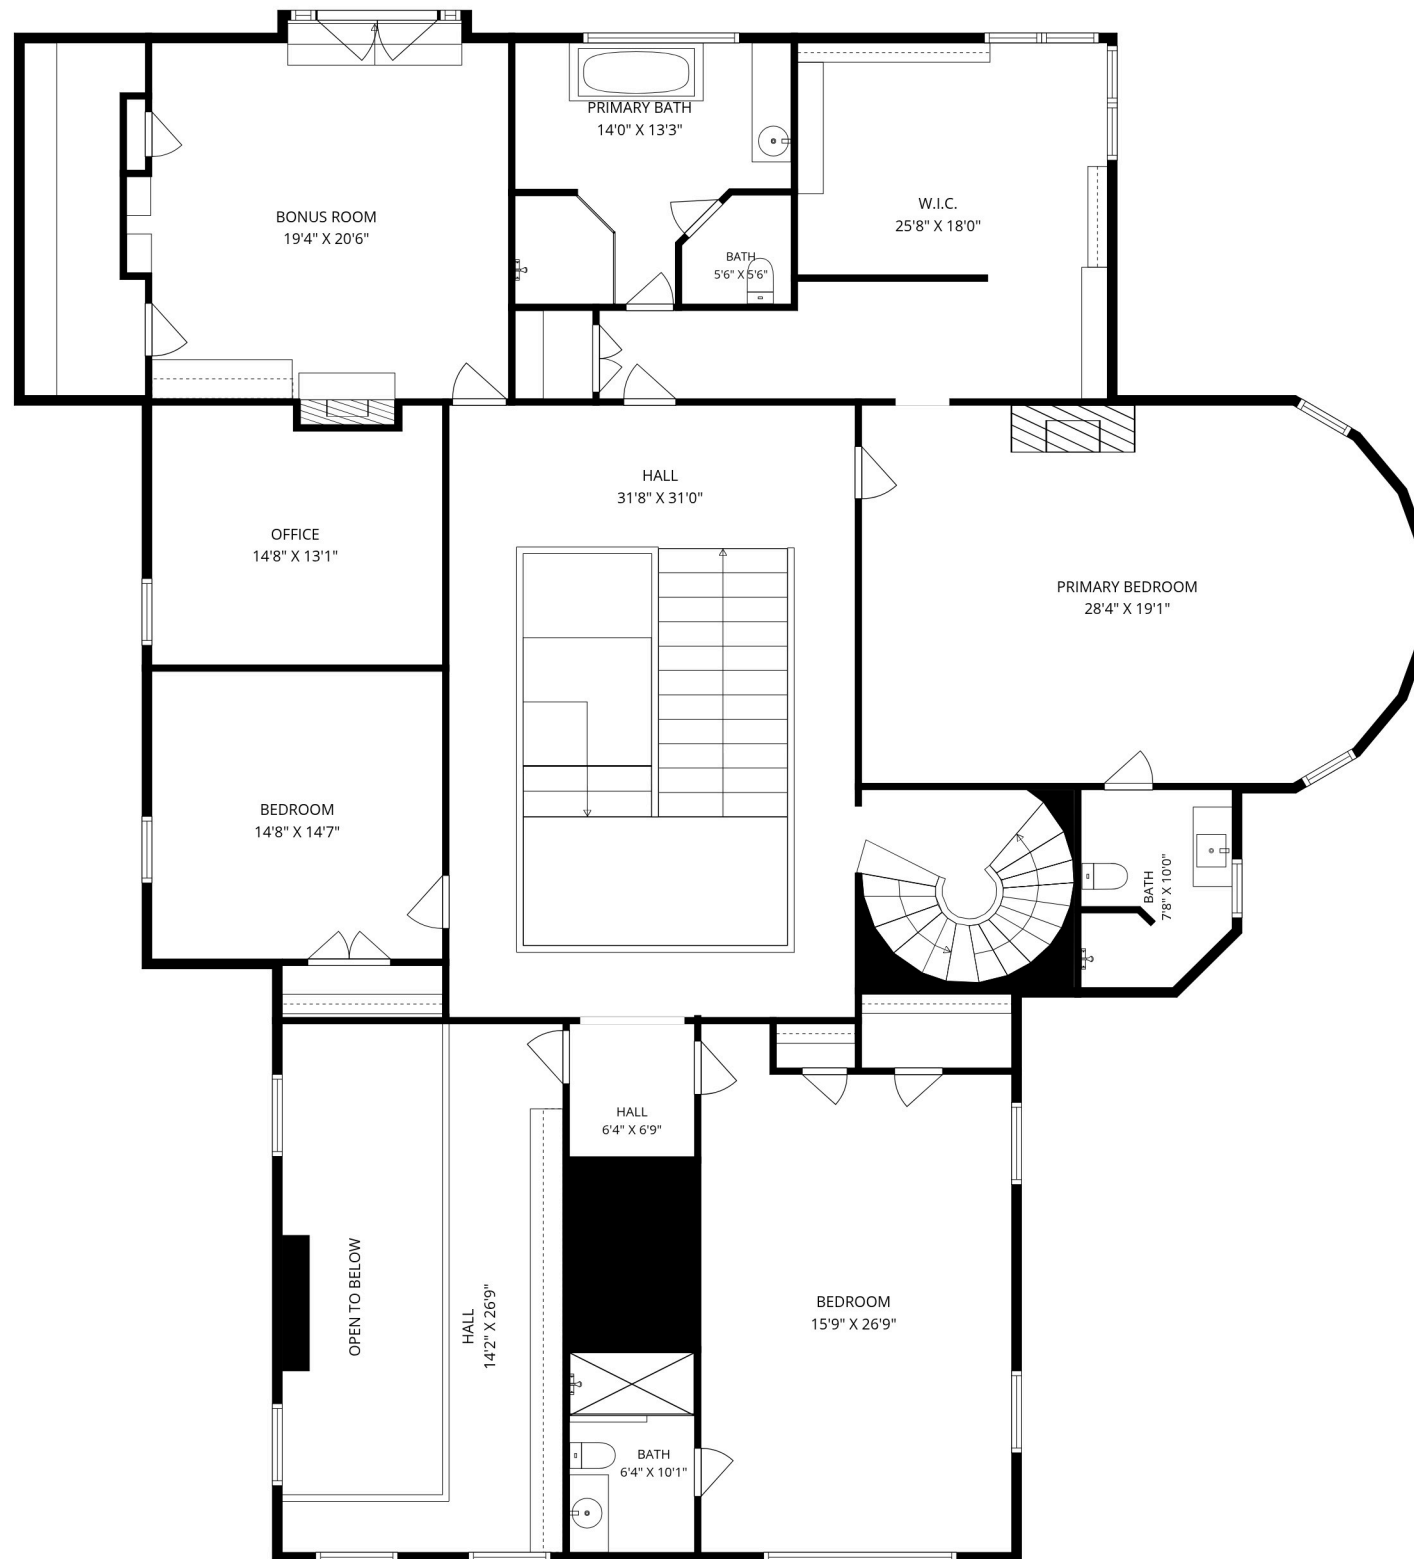 PRIMARY BATH
14'0" X 13'3"
W.I.C.
25'8" X 18'0"
BONUS ROOM
19'4" X 20'6"
BATH
5'6" X 5'6"
HALL
31'8" X 31'0"
OFFICE
14'8" X 13'1"
PRIMARY BEDROOM
28'4" X 19'1"
BEDROOM
14'8" X 14'7"
BATH
7'8" X 10'0"
HALL
6'4" X 6'9"
OPEN TO BELOW
HALL
14'2" X 26'9"
BEDROOM
15'9" X 26'9"
BATH
6'4" X 10'1"